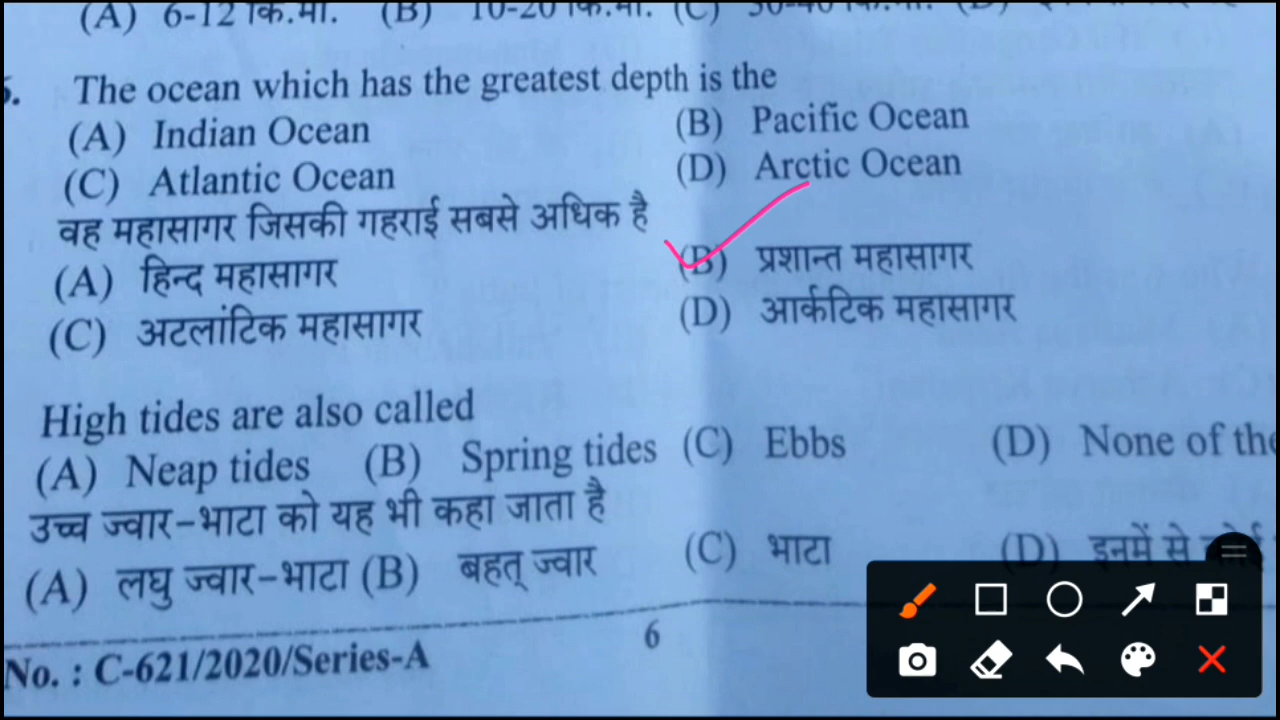 (A) 6-12 कि.मी. (B) 10-20 कि.मी. (C) 30-40 कि.मी. (D)
5. The ocean which has the greatest depth is the
(A) Indian Ocean (B) Pacific Ocean
(C) Atlantic Ocean (D) Arctic Ocean
वह महासागर जिसकी गहराई सबसे अधिक है
(A) हिन्द महासागर (B) प्रशान्त महासागर
(C) अटलांटिक महासागर (D) आर्कटिक महासागर
High tides are also called
(A) Neap tides (B) Spring tides (C) Ebbs (D) None of the
उच्च ज्वार-भाटा को यह भी कहा जाता है
(A) लघु ज्वार-भाटा (B) बहत् ज्वार (C) भाटा (D) इनमें से कोई
6
No. : C-621/2020/Series-A